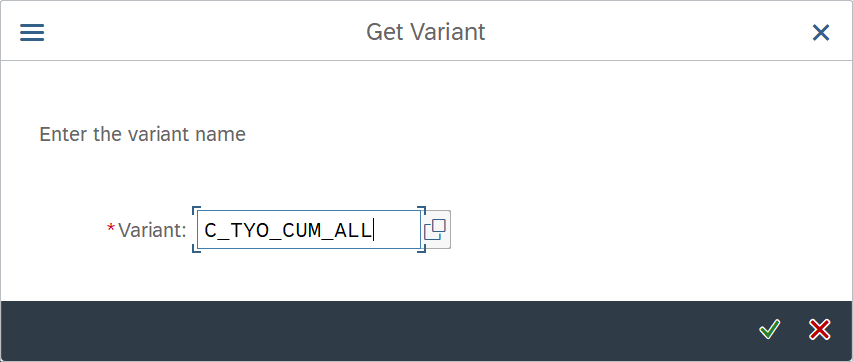 Get Variant
Enter the variant name
*Variant: C_TYO_CUM_ALL